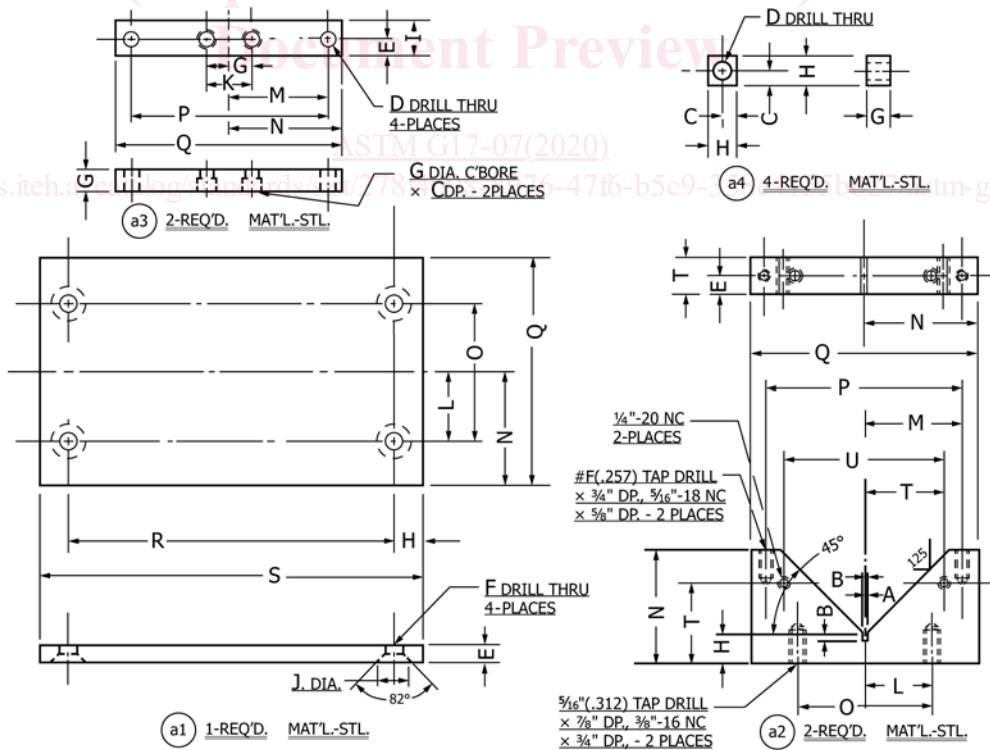 Document Preview
ASTM G17-07(2020)
D DRILL THRU
4-PLACES
E
I
G
K
M
P
N
Q
G
G DIA. C'BORE
× CDP. - 2PLACES
a3 2-REQ'D. MAT'L.-STL.
D DRILL THRU
H
C
C
H
G
a4 4-REQ'D. MAT'L.-STL.
O
Q
L
N
R
H
S
F DRILL THRU
4-PLACES
E
J. DIA.
82°
a1 1-REQ'D. MAT'L.-STL.
T
E
N
Q
P
M
U
T
¼"-20 NC
2-PLACES
#F(.257) TAP DRILL
× ¾" DP., 5⁄16"-18 NC
× ⅝" DP. - 2 PLACES
45°
125
B
A
B
N
T
H
L
O
5⁄16"(.312) TAP DRILL
× ⅞" DP., ⅜"-16 NC
× ¾" DP., - 2 PLACES
a2 2-REQ'D. MAT'L.-STL.